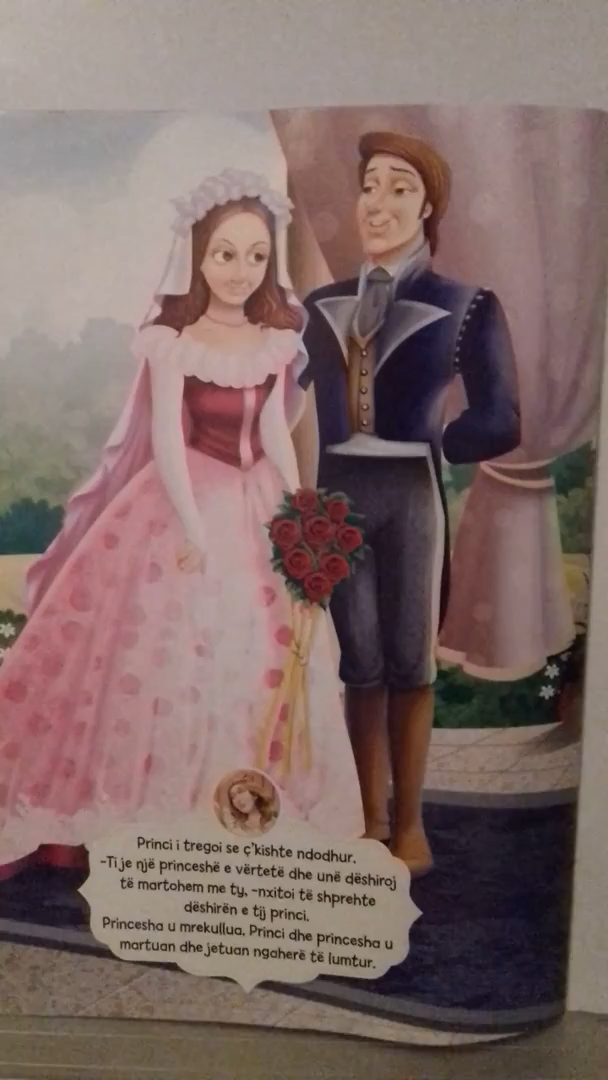 Princi i tregoi se ç'kishte ndodhur.
-Ti je një princeshë e vërtetë dhe unë dëshiroj
të martohem me ty, -nxitoi të shprehte
dëshirën e tij princi.
Princesha u mrekullua. Princi dhe princesha u
martuan dhe jetuan ngaherë të lumtur.